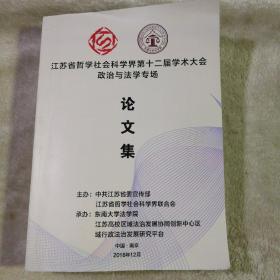 江苏省哲学社会科学界第十二届学术大会
政治与法学专场
论
文
集
主办：中共江苏省委宣传部
江苏省哲学社会科学界联合会
承办：东南大学法学院
江苏高校区域法治发展协同创新中心区
域行政法治发展研究平台
中国·南京
2018年12月